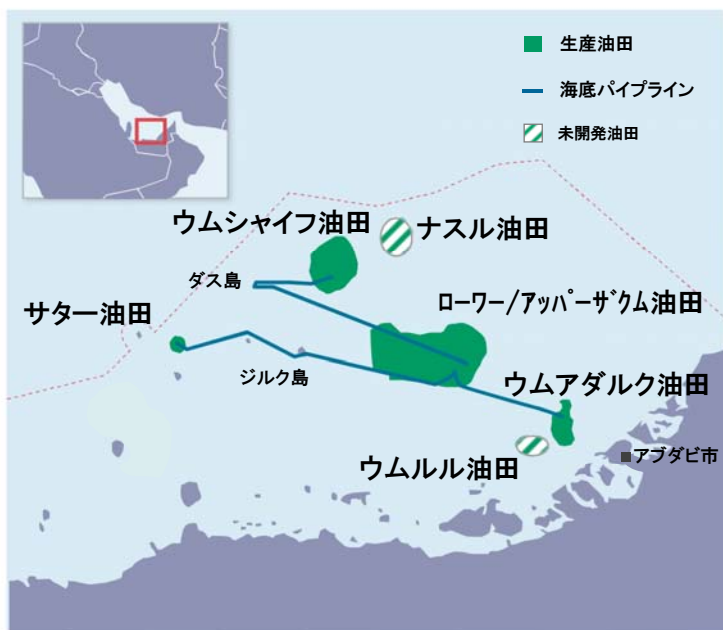 生産油田
海底パイプライン
未開発油田
ウムシャイフ油田
ナスル油田
ダス島
ローワー/アッパーザクム油田
サター油田
ジルク島
ウムアダルク油田
ウムルル油田
アブダビ市